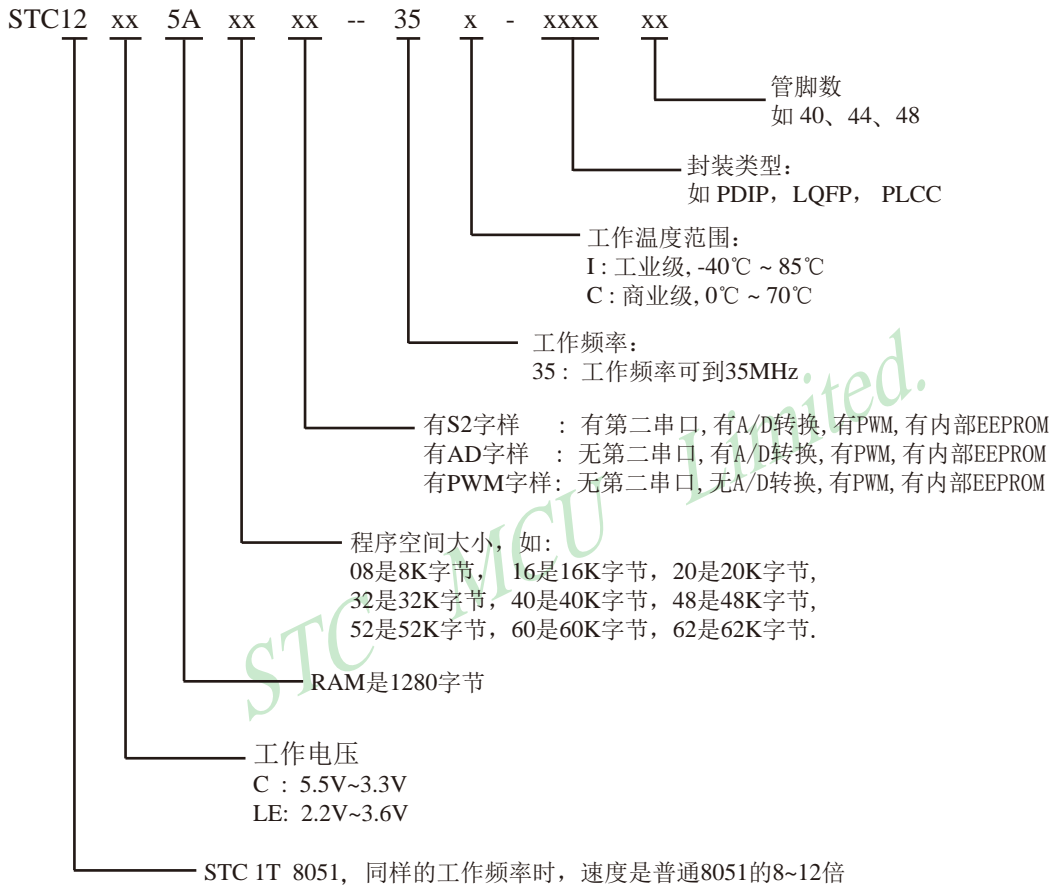 STC12 xx 5A xx xx -- 35 x - xxxx xx
管脚数
如 40、44、48
封装类型：
如 PDIP，LQFP， PLCC
工作温度范围：
I : 工业级, -40℃ ~ 85℃
C : 商业级, 0℃ ~ 70℃
工作频率：
35 : 工作频率可到35MHz
有S2字样 : 有第二串口, 有A/D转换, 有PWM, 有内部EEPROM
有AD字样 : 无第二串口, 有A/D转换, 有PWM, 有内部EEPROM
有PWM字样: 无第二串口, 无A/D转换, 有PWM, 有内部EEPROM
程序空间大小，如:
08是8K字节， 16是16K字节，20是20K字节,
32是32K字节，40是40K字节，48是48K字节,
52是52K字节，60是60K字节，62是62K字节.
RAM是1280字节
工作电压
C : 5.5V~3.3V
LE: 2.2V~3.6V
STC 1T 8051, 同样的工作频率时，速度是普通8051的8~12倍
STC MCU Limited.